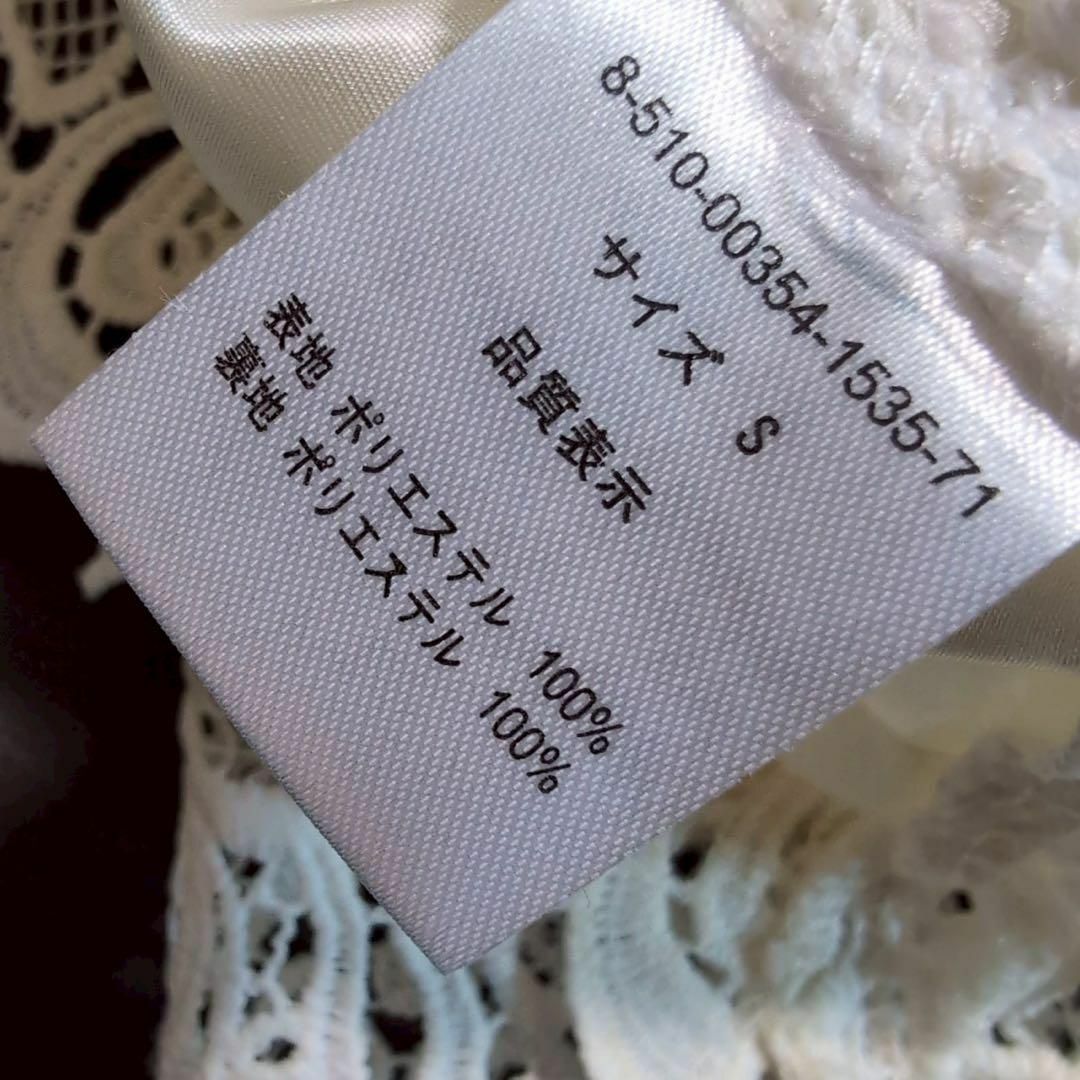 8-510-00354-1535-71
サイズ S
品質表示
表地 ポリエステル 100%
裏地 ポリエステル 100%